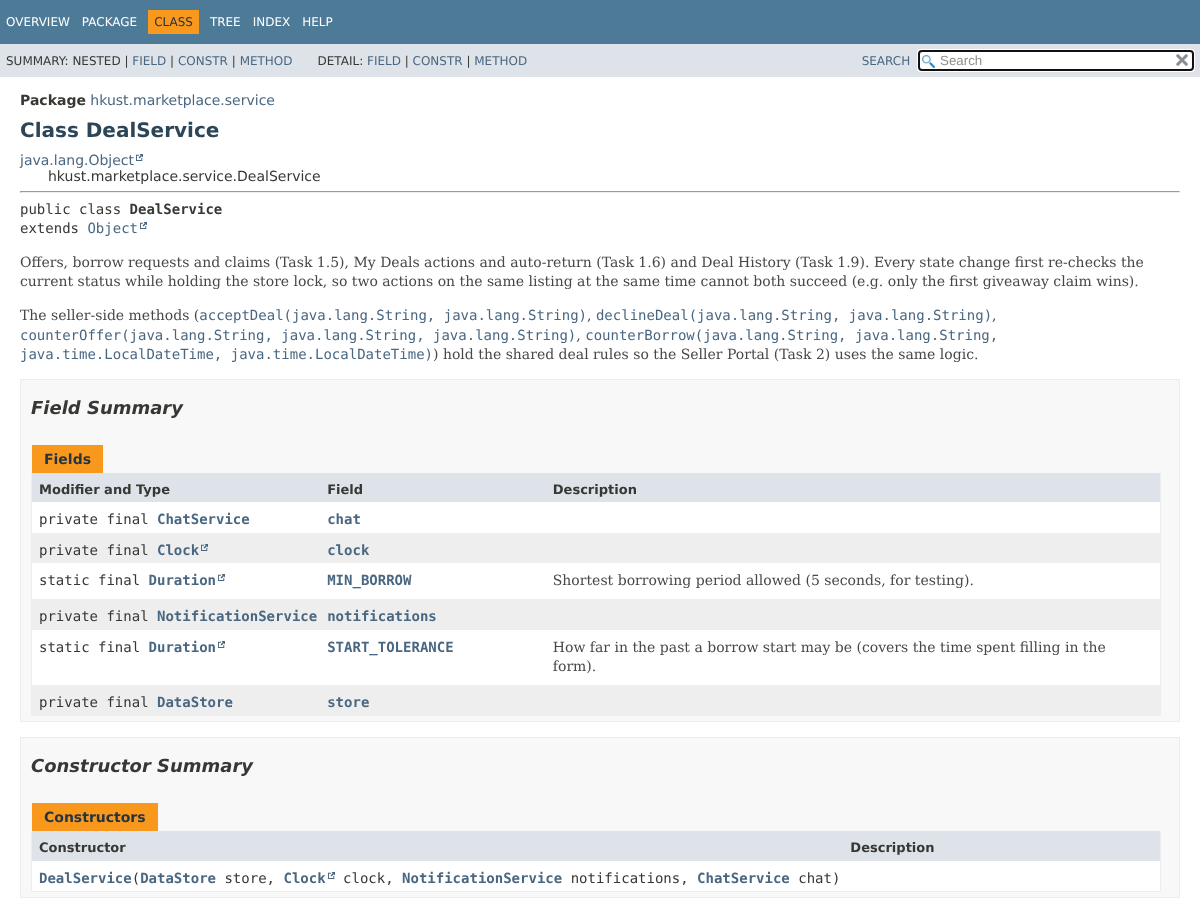 OVERVIEW PACKAGE CLASS TREE INDEX HELP
SUMMARY: NESTED | FIELD | CONSTR | METHOD DETAIL: FIELD | CONSTR | METHOD SEARCH Search
Package hkust.marketplace.service
Class DealService
java.lang.Object
hkust.marketplace.service.DealService
public class DealService
extends Object
Offers, borrow requests and claims (Task 1.5), My Deals actions and auto-return (Task 1.6) and Deal History (Task 1.9). Every state change first re-checks the
current status while holding the store lock, so two actions on the same listing at the same time cannot both succeed (e.g. only the first giveaway claim wins).
The seller-side methods (acceptDeal(java.lang.String, java.lang.String), declineDeal(java.lang.String, java.lang.String),
counterOffer(java.lang.String, java.lang.String, java.lang.String), counterBorrow(java.lang.String, java.lang.String,
java.time.LocalDateTime, java.time.LocalDateTime)) hold the shared deal rules so the Seller Portal (Task 2) uses the same logic.
Field Summary
Fields
Modifier and Type Field Description
private final ChatService chat
private final Clock clock
static final Duration MIN_BORROW Shortest borrowing period allowed (5 seconds, for testing).
private final NotificationService notifications
static final Duration START_TOLERANCE How far in the past a borrow start may be (covers the time spent filling in the
form).
private final DataStore store
Constructor Summary
Constructors
Constructor Description
DealService(DataStore store, Clock clock, NotificationService notifications, ChatService chat)